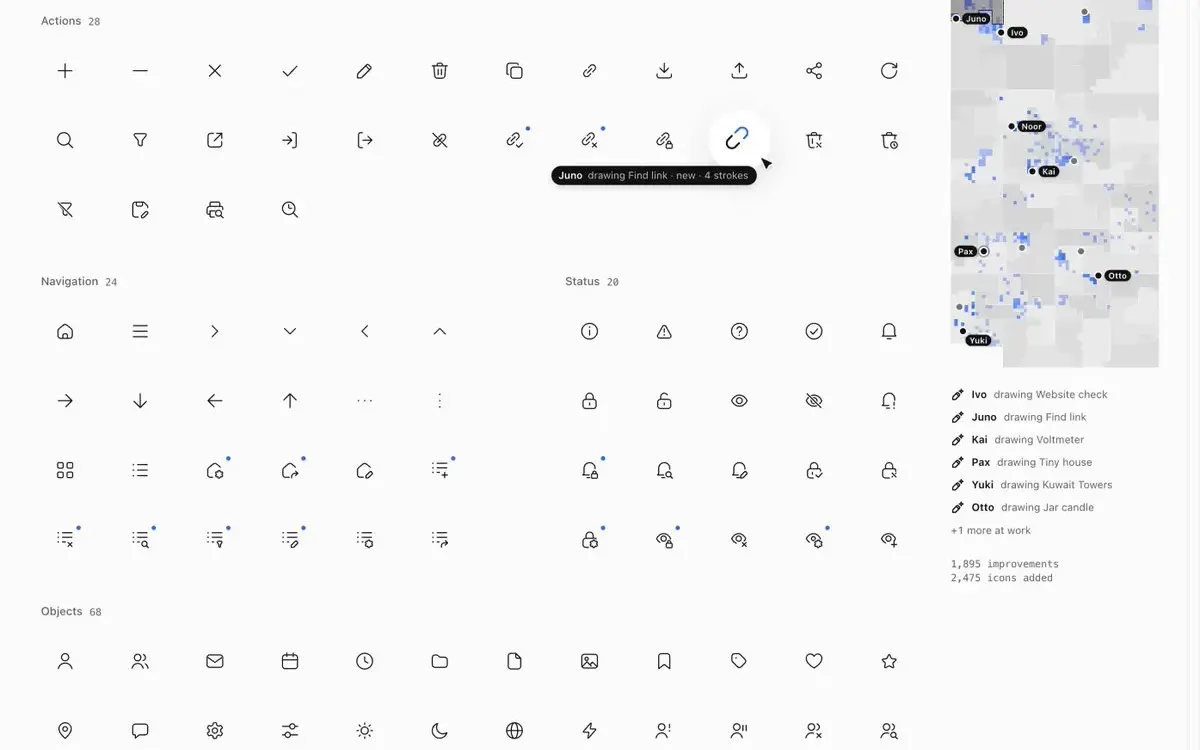 Actions 28
Juno drawing Find link · new · 4 strokes
Navigation 24
Status 20
Objects 68
Juno
Ivo
Noor
Kai
Pax
Otto
Yuki
Ivo drawing Website check
Juno drawing Find link
Kai drawing Voltmeter
Pax drawing Tiny house
Yuki drawing Kuwait Towers
Otto drawing Jar candle
+1 more at work
1,895 improvements
2,475 icons added